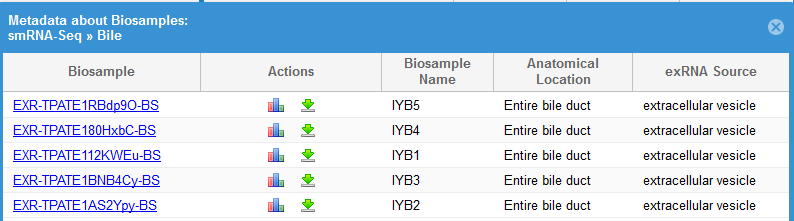 Metadata about Biosamples:
smRNA-Seq » Bile
Biosample Actions Biosample Name Anatomical Location exRNA Source
EXR-TPATE1RBdp9O-BS IYB5 Entire bile duct extracellular vesicle
EXR-TPATE180HxbC-BS IYB4 Entire bile duct extracellular vesicle
EXR-TPATE112KWEu-BS IYB1 Entire bile duct extracellular vesicle
EXR-TPATE1BNB4Cy-BS IYB3 Entire bile duct extracellular vesicle
EXR-TPATE1AS2Ypy-BS IYB2 Entire bile duct extracellular vesicle